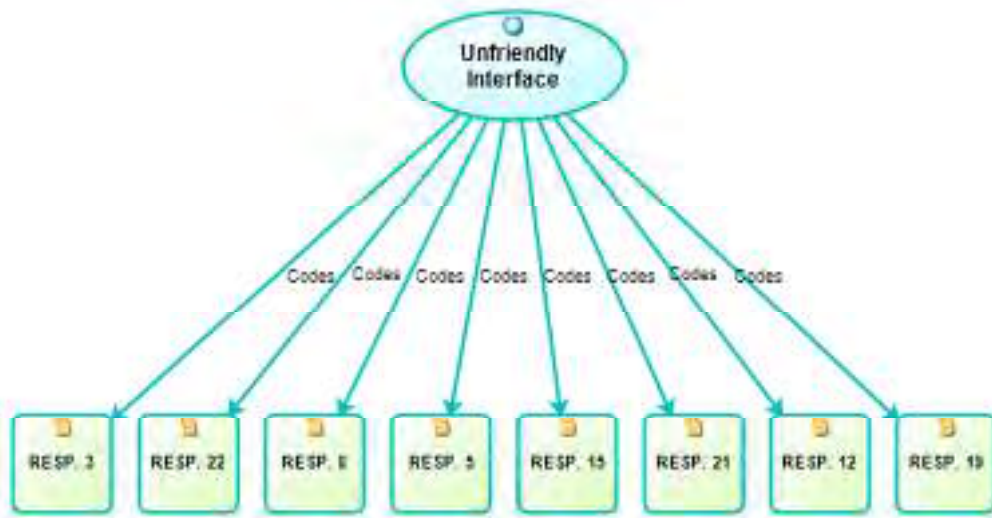 Unfriendly
Interface
Codes Codes Codes Codes Codes Codes Codes Codes
RESP. 3 RESP. 22 RESP. 8 RESP. 5 RESP. 15 RESP. 21 RESP. 12 RESP. 19